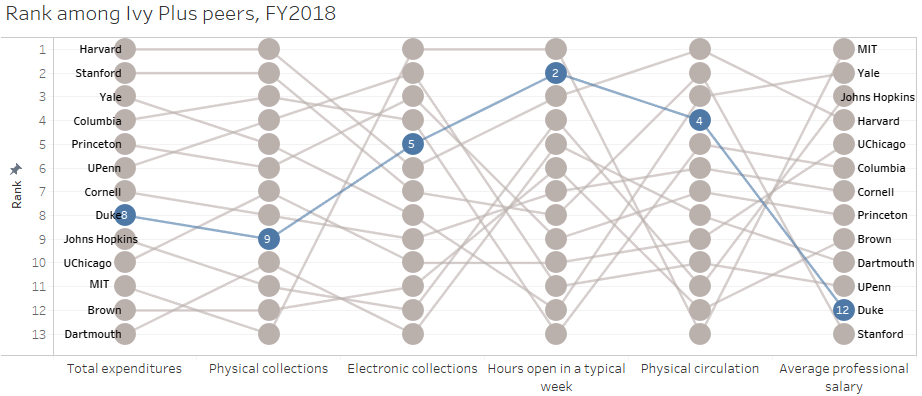 Rank among Ivy Plus peers, FY2018
Rank
1 Harvard MIT
2 Stanford 2 Yale
3 Yale Johns Hopkins
4 Columbia 4 Harvard
5 Princeton 5 UChicago
6 UPenn Columbia
7 Cornell Cornell
8 Duke 8 Princeton
9 Johns Hopkins 9 Brown
10 UChicago Dartmouth
11 MIT UPenn
12 Brown 12 Duke
13 Dartmouth Stanford
Total expenditures Physical collections Electronic collections Hours open in a typical Physical circulation Average professional
week salary